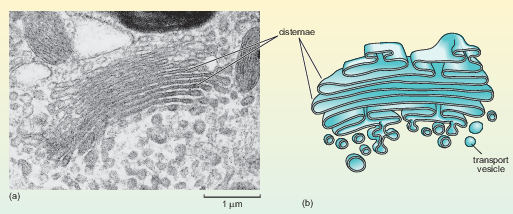 cisternae
transport
vesicle
(a)
1 µm
(b)